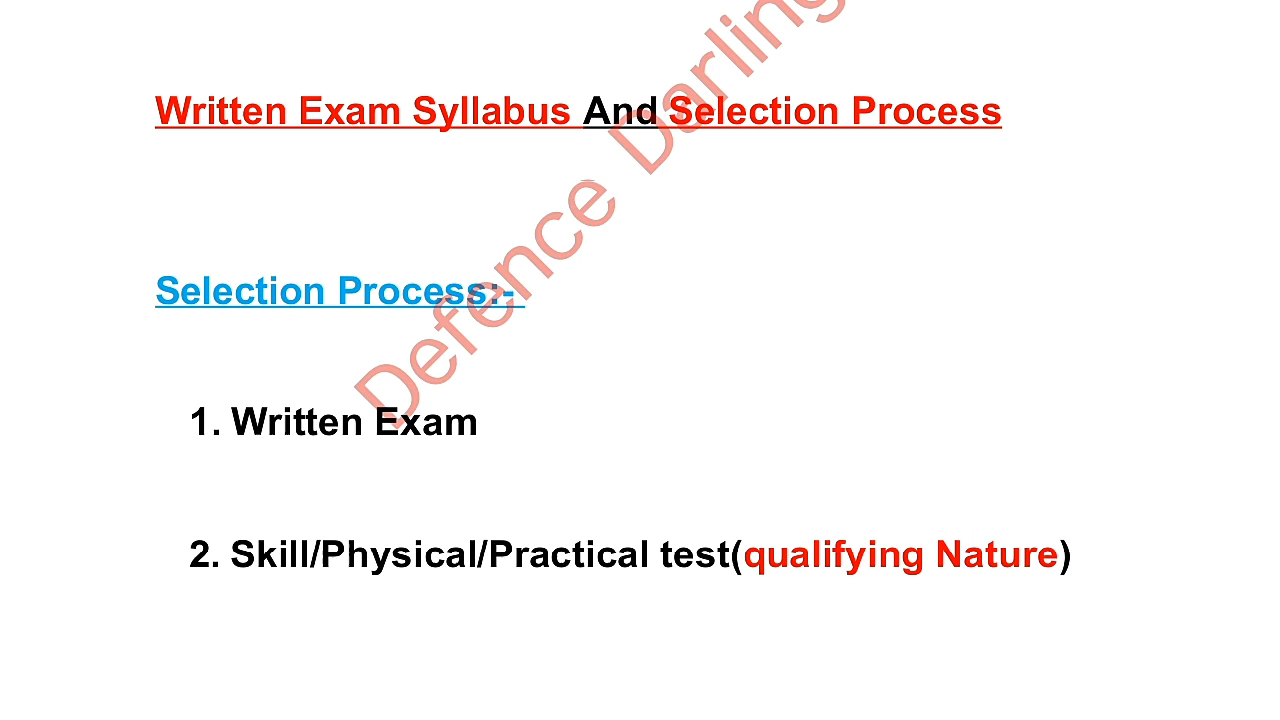 Written Exam Syllabus And Selection Process
Selection Process:-
1. Written Exam
2. Skill/Physical/Practical test(qualifying Nature)
Defence Darling